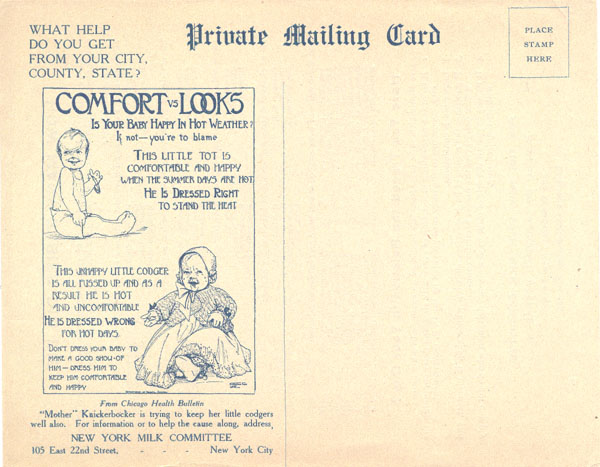 WHAT HELP
DO YOU GET
FROM YOUR CITY,
COUNTY, STATE?
Private Mailing Card
PLACE
STAMP
HERE
COMFORT VS LOOKS
IS YOUR BABY HAPPY IN HOT WEATHER?
If not—you're to blame
THIS LITTLE TOT IS
COMFORTABLE AND HAPPY
WHEN THE SUMMER DAYS ARE HOT
HE IS DRESSED RIGHT
TO STAND THE HEAT
THIS UNHAPPY LITTLE CODGER
IS ALL FUSSED UP AND AS A
RESULT HE IS HOT
AND UNCOMFORTABLE
HE IS DRESSED WRONG
FOR HOT DAYS.
DON'T DRESS YOUR BABY TO
MAKE A GOOD SHOW-OF
HIM—DRESS HIM TO
KEEP HIM COMFORTABLE
AND HAPPY
From Chicago Health Bulletin
"Mother" Knickerbocker is trying to keep her little codgers
well also. For information or to help the cause along, address,
NEW YORK MILK COMMITTEE
105 East 22nd Street, - - - New York City